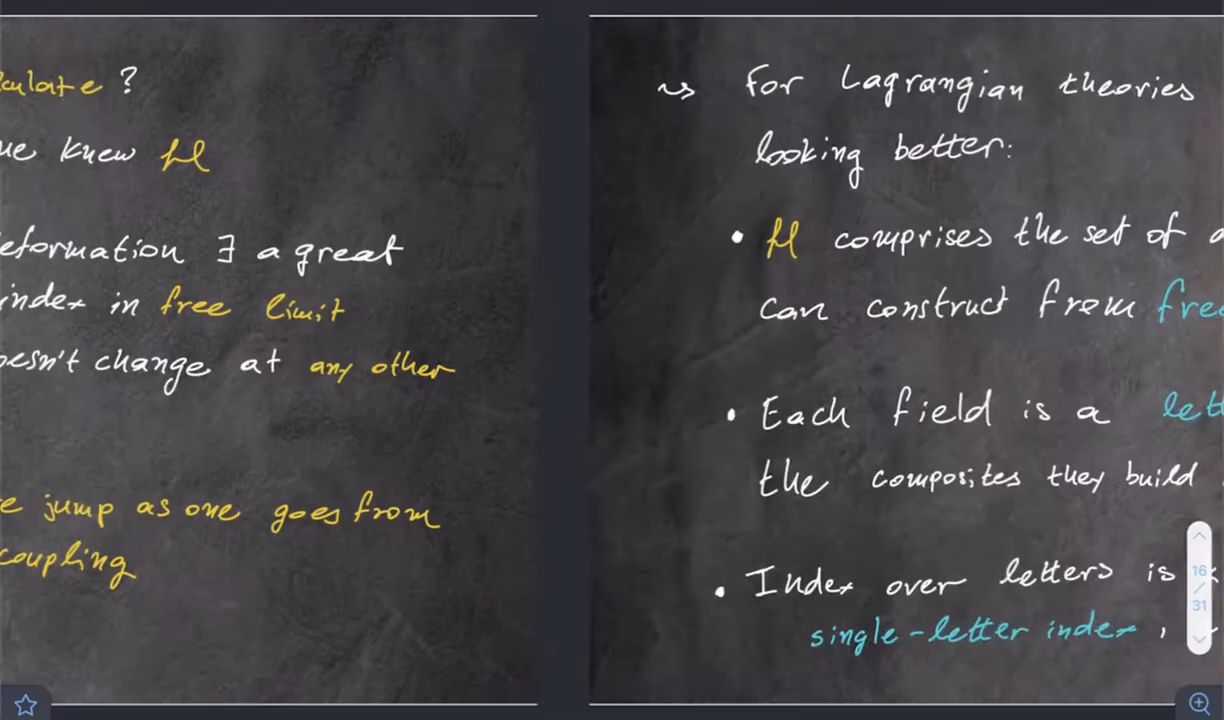 culate ?
we knew H
eformation ∃ a great
index in free limit
oesn't change at any other
e jump as one goes from
coupling
⇝ For Lagrangian theories
looking better:
• H comprises the set of
can construct from free
• Each field is a lett
the composites they build
• Index over letters is
single-letter index,
16
/
31